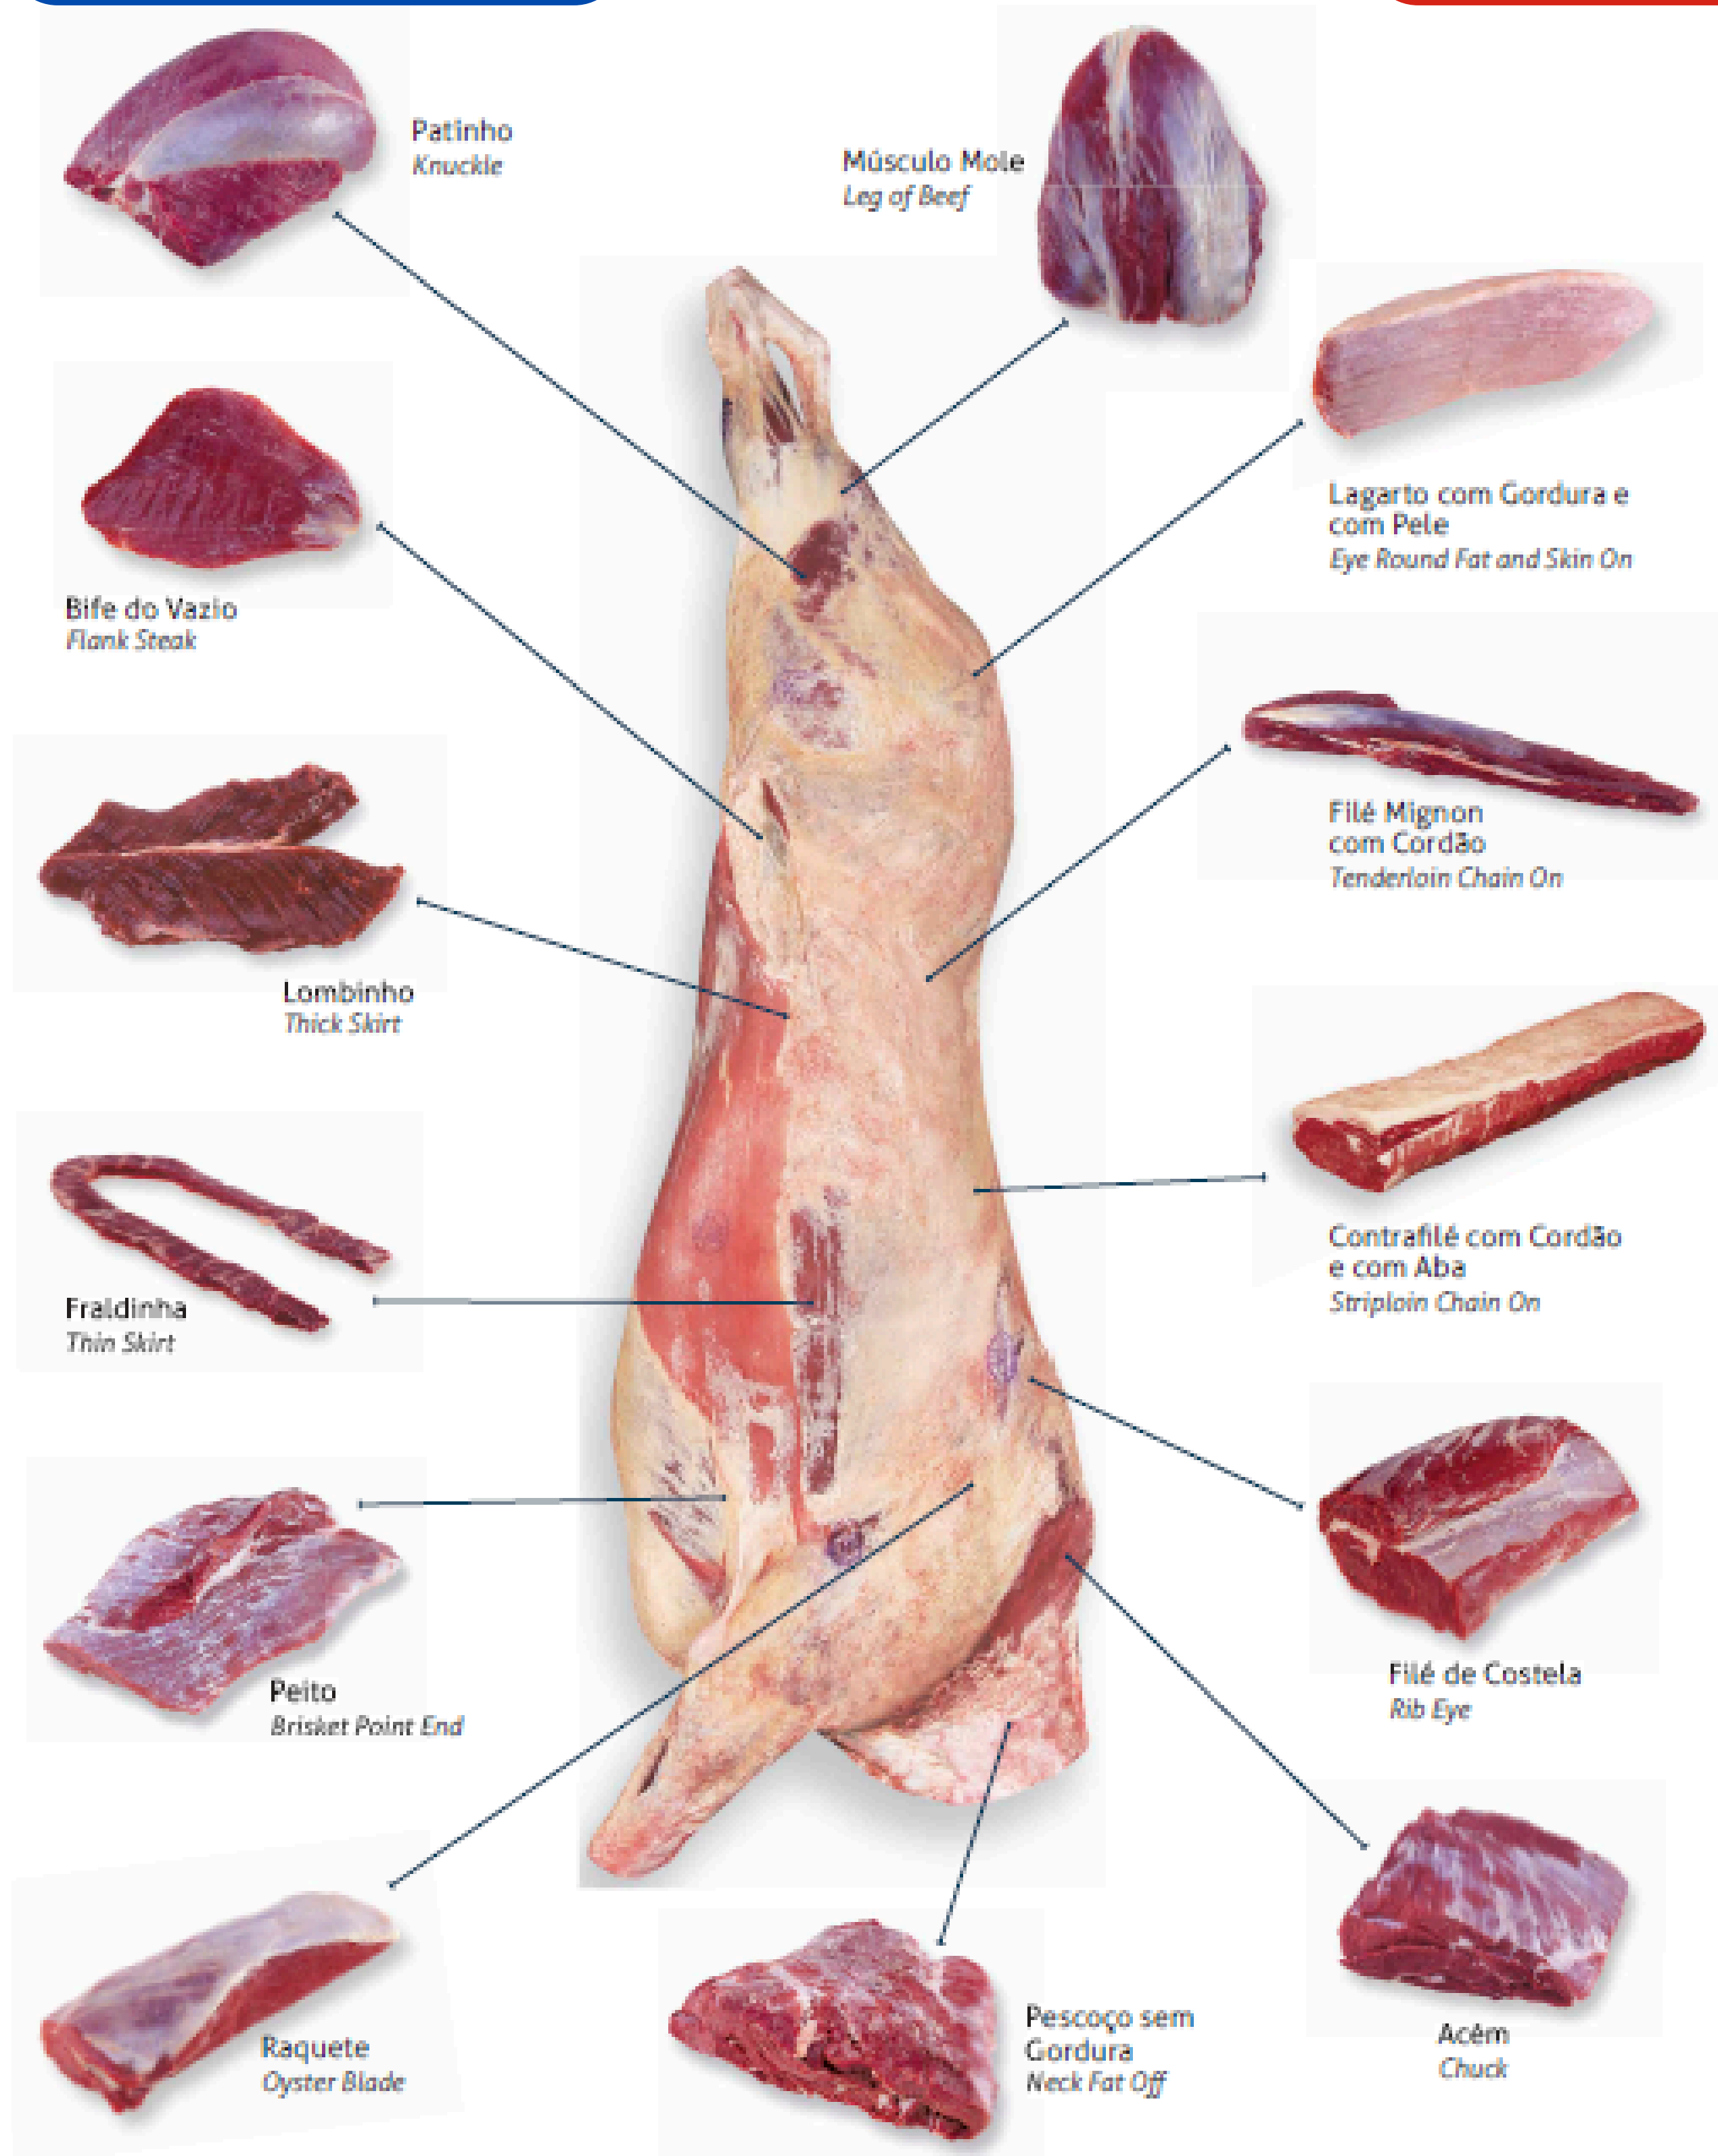 Patinho
Knuckle
Músculo Mole
Leg of Beef
Lagarto com Gordura e
com Pele
Eye Round Fat and Skin On
Bife do Vazio
Flank Steak
Filé Mignon
com Cordão
Tenderloin Chain On
Lombinho
Thick Skirt
Contrafilé com Cordão
e com Aba
Striploin Chain On
Fraldinha
Thin Skirt
Filé de Costela
Rib Eye
Peito
Brisket Point End
Raquete
Oyster Blade
Pescoço sem
Gordura
Neck Fat Off
Acém
Chuck